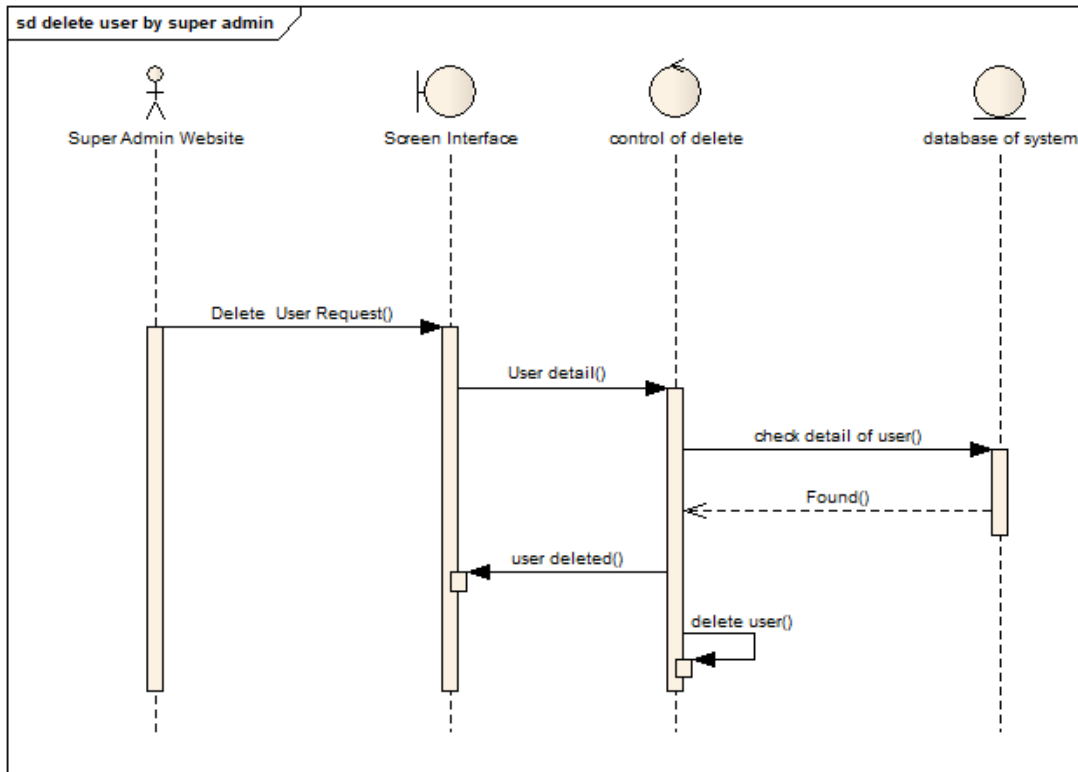 sd delete user by super admin
Super Admin Website
Screen Interface
control of delete
database of system
Delete  User Request()
User detail()
check detail of user()
Found()
user deleted()
delete user()